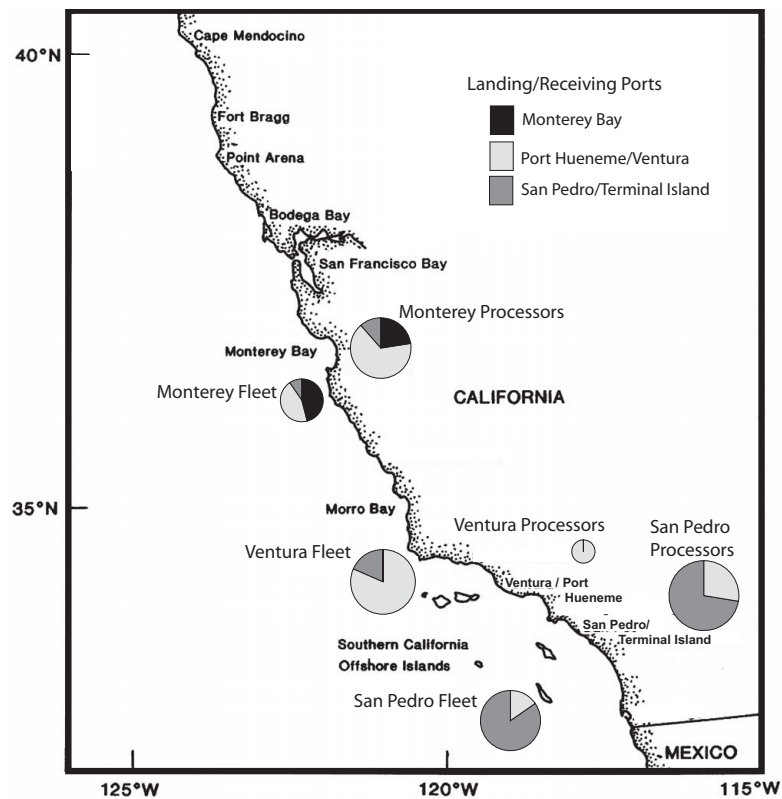 40°N
Cape Mendocino
Fort Bragg
Point Arena
Bodega Bay
San Francisco Bay
Landing/Receiving Ports
Monterey Bay
Port Hueneme/Ventura
San Pedro/Terminal Island
Monterey Processors
Monterey Bay
Monterey Fleet
CALIFORNIA
35°N
Morro Bay
Ventura Processors
San Pedro
Processors
Ventura Fleet
Ventura / Port
Hueneme
San Pedro/
Terminal Island
Southern California
Offshore Islands
San Pedro Fleet
MEXICO
125°W
120°W
115°W